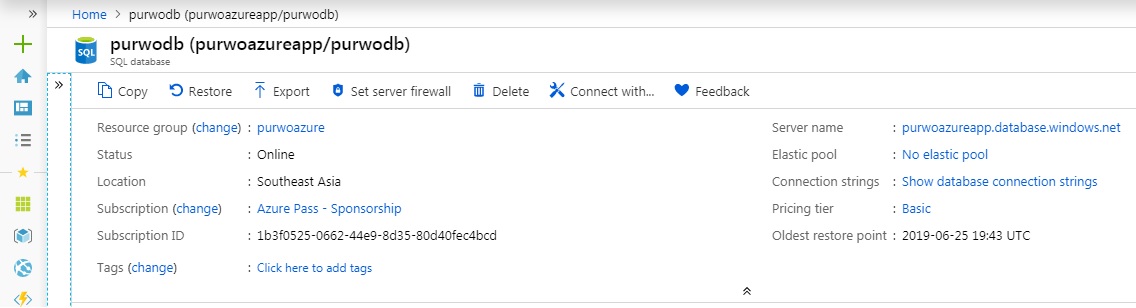 Home > purwodb (purwoazureapp/purwodb)
purwodb (purwoazureapp/purwodb)
SQL
SQL database
Copy Restore Export Set server firewall Delete Connect with... Feedback
Resource group (change) : purwoazure
Server name : purwoazureapp.database.windows.net
Status : Online
Elastic pool : No elastic pool
Location : Southeast Asia
Connection strings : Show database connection strings
Subscription (change) : Azure Pass - Sponsorship
Pricing tier : Basic
Subscription ID : 1b3f0525-0662-44e9-8d35-80d40fec4bcd
Oldest restore point : 2019-06-25 19:43 UTC
Tags (change) : Click here to add tags